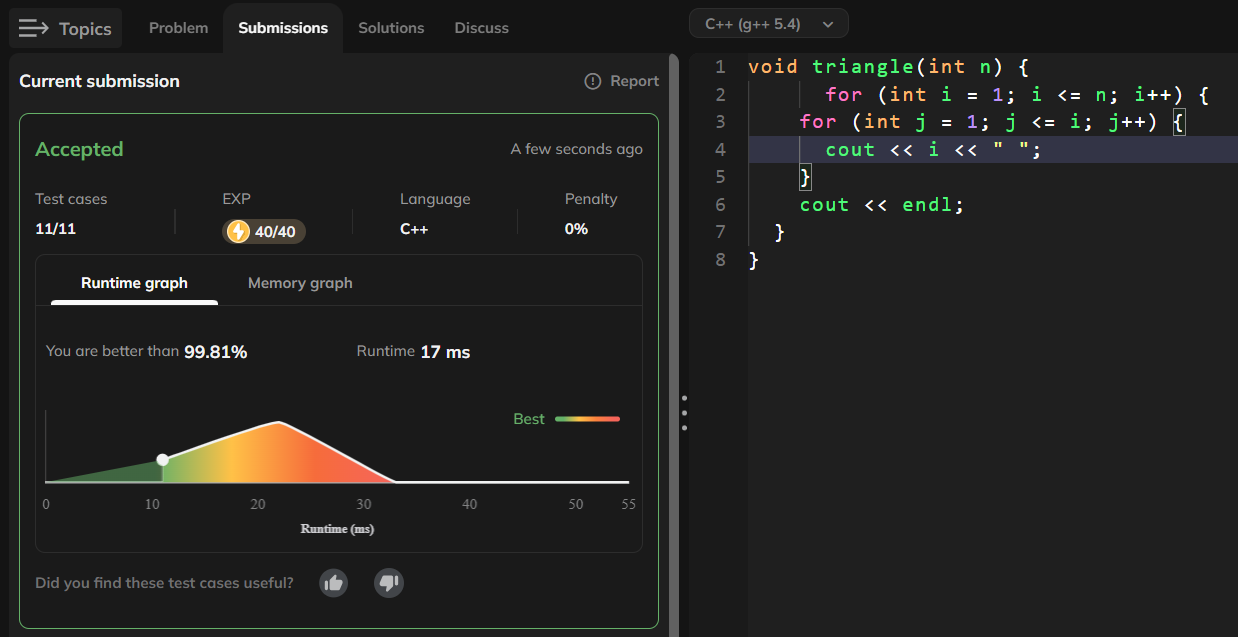 Topics Problem Submissions Solutions Discuss
Current submission Report
Accepted A few seconds ago
Test cases EXP Language Penalty
11/11 40/40 C++ 0%
Runtime graph Memory graph
You are better than 99.81% Runtime 17 ms
Best
0 10 20 30 40 50 55
Runtime (ms)
Did you find these test cases useful?
C++ (g++ 5.4)
1 void triangle(int n) {
2       for (int i = 1; i <= n; i++) {
3     for (int j = 1; j <= i; j++) {
4       cout << i << " ";
5     }
6     cout << endl;
7   }
8 }